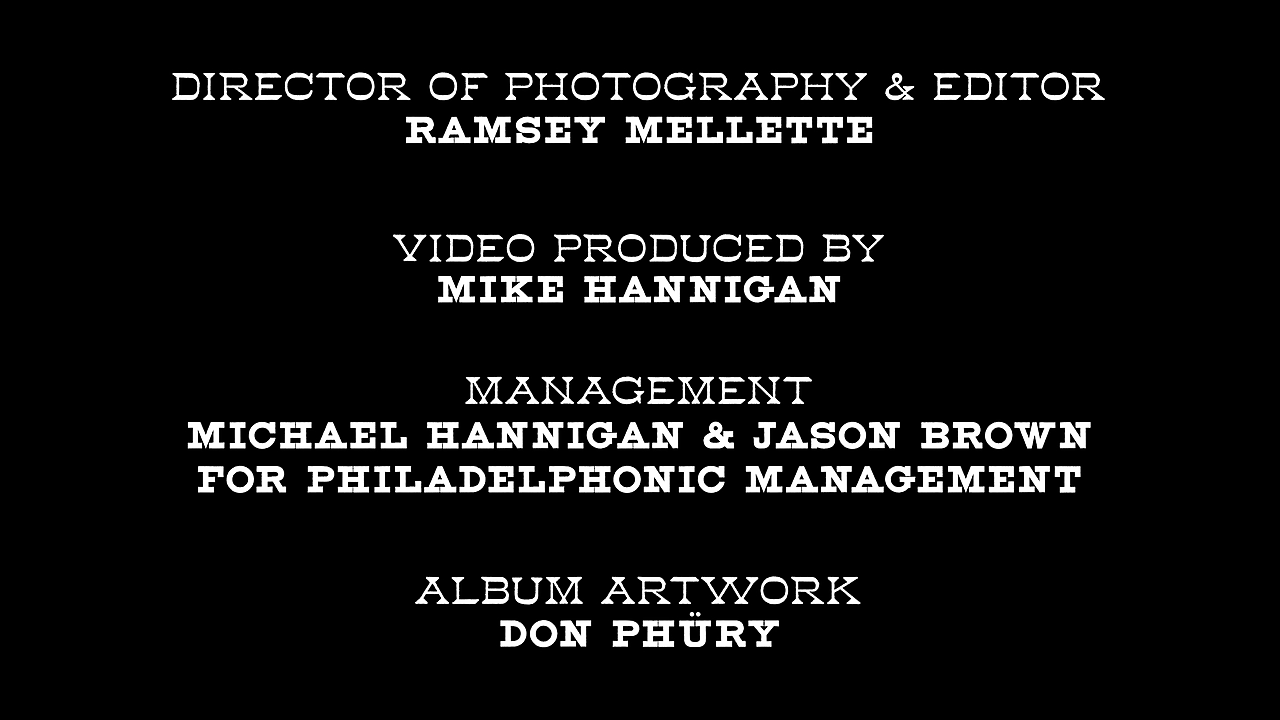 DIRECTOR OF PHOTOGRAPHY & EDITOR
RAMSEY MELLETTE
VIDEO PRODUCED BY
MIKE HANNIGAN
MANAGEMENT
MICHAEL HANNIGAN & JASON BROWN
FOR PHILADELPHONIC MANAGEMENT
ALBUM ARTWORK
DON PHÜRY